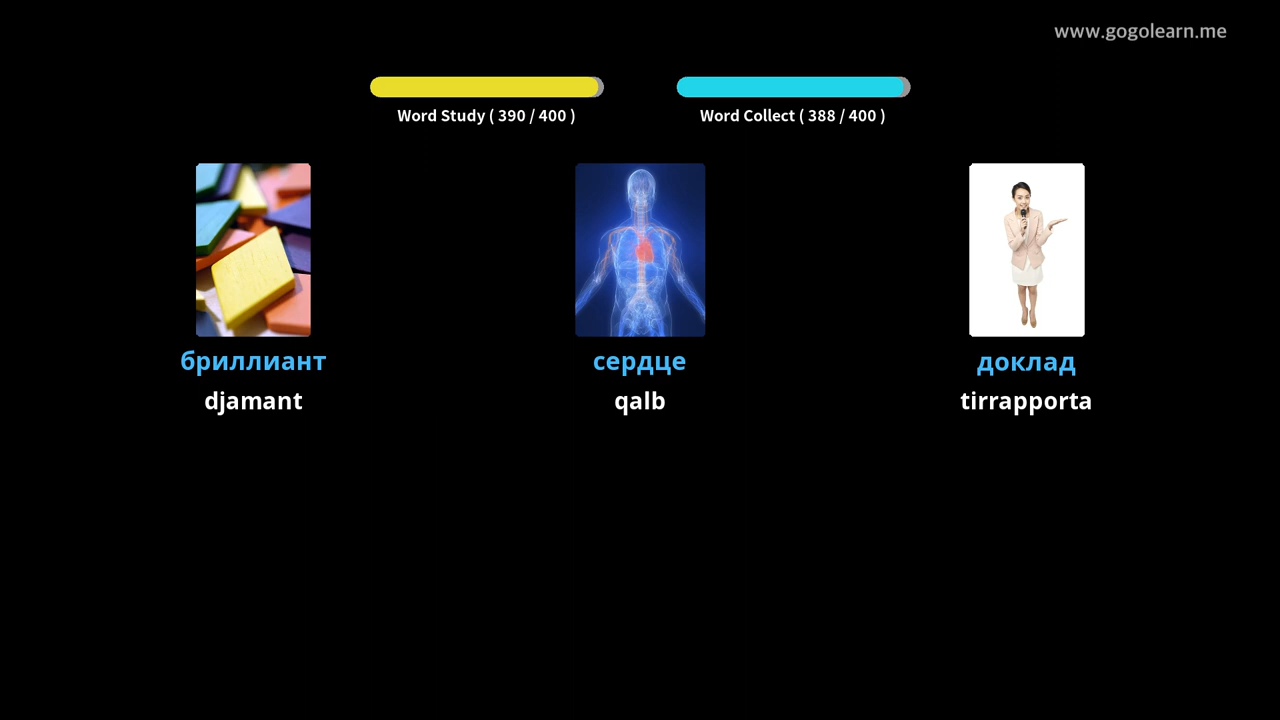 www.gogolearn.me
Word Study ( 390 / 400 )
Word Collect ( 388 / 400 )
бриллиант
сердце
доклад
djamant
qalb
tirrapporta